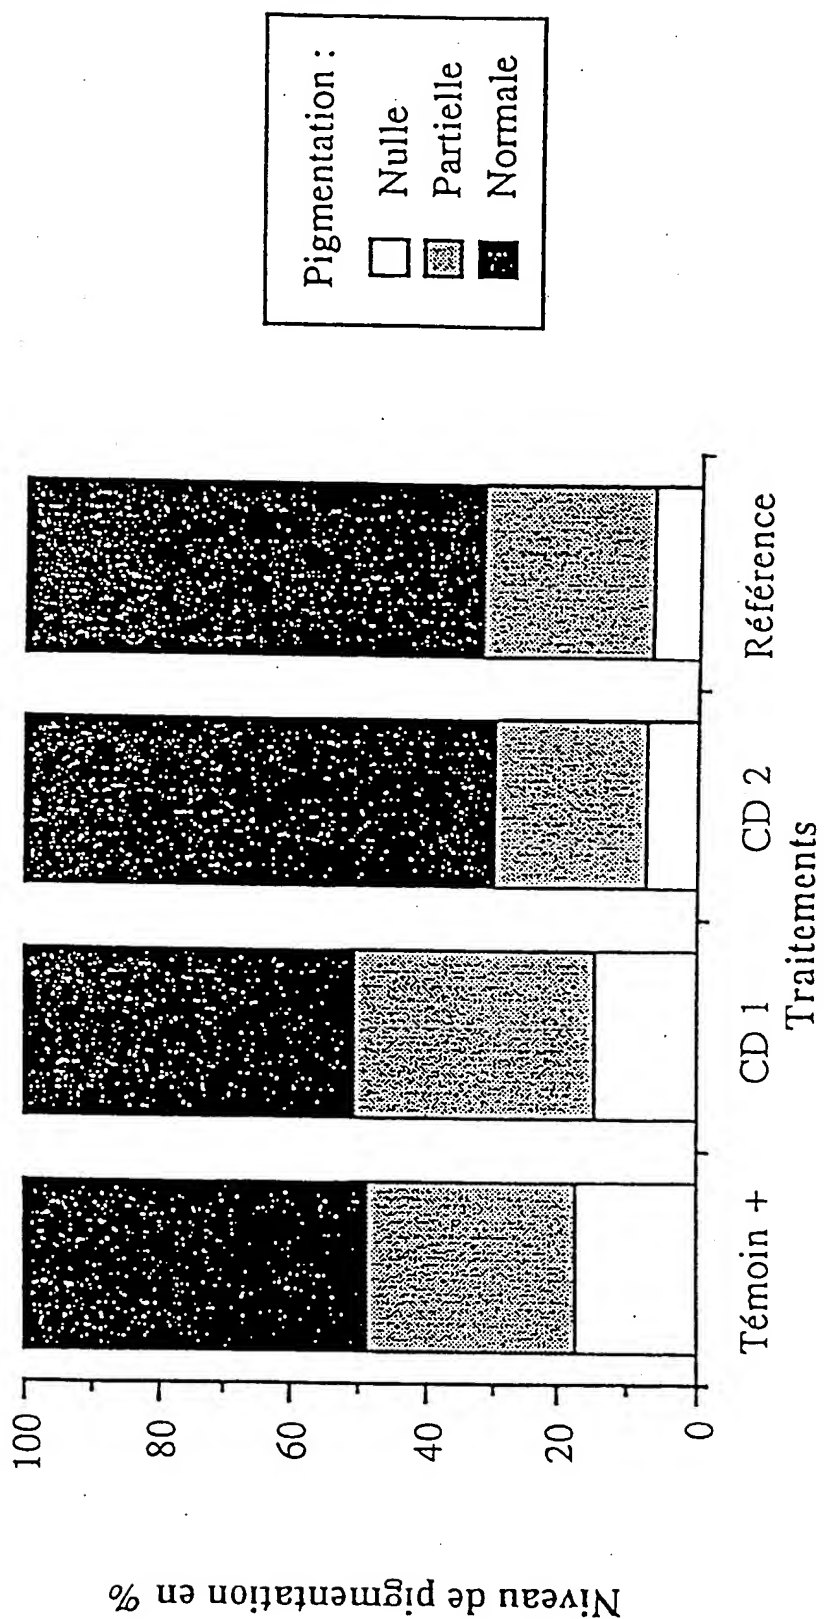 Niveau de pigmentation en %
100
80
60
40
20
0
Témoin +
CD 1
CD 2
Référence
Traitements
Pigmentation :
Nulle
Partielle
Normale